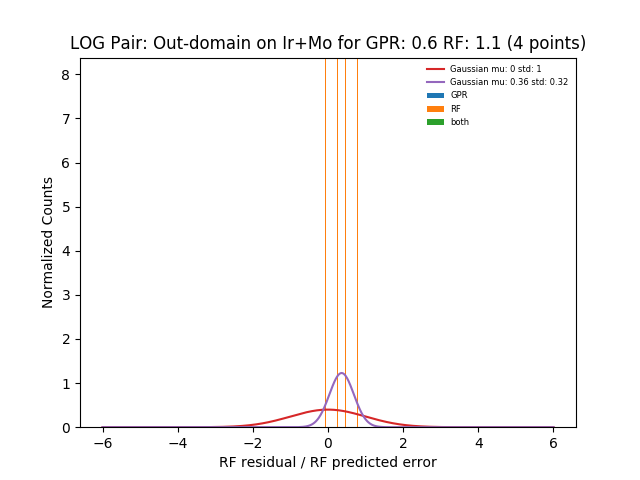 LOG Pair: Out-domain on Ir+Mo for GPR: 0.6 RF: 1.1 (4 points)
Gaussian mu: 0 std: 1
Gaussian mu: 0.36 std: 0.32
GPR
RF
both
Normalized Counts
8
7
6
5
4
3
2
1
0
−6 −4 −2 0 2 4 6
RF residual / RF predicted error